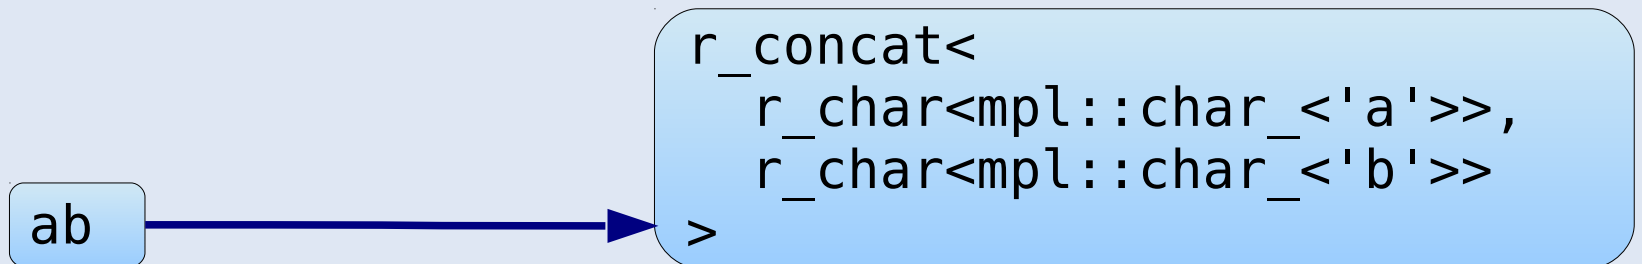 ab
r_concat<
  r_char<mpl::char_<'a'>>,
  r_char<mpl::char_<'b'>>
>